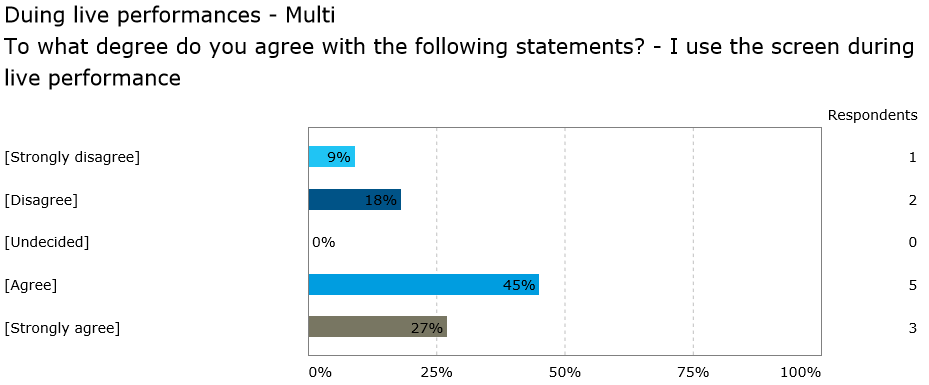 Duing live performances - Multi
To what degree do you agree with the following statements? - I use the screen during
live performance
Respondents
[Strongly disagree] 9% 1
[Disagree] 18% 2
[Undecided] 0% 0
[Agree] 45% 5
[Strongly agree] 27% 3
0% 25% 50% 75% 100%